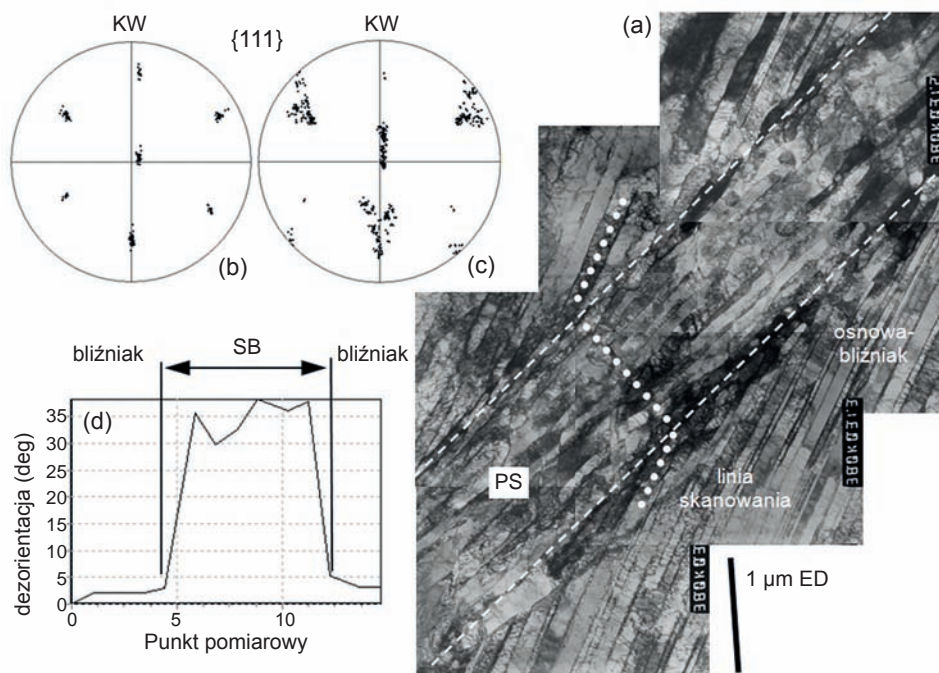 KW
{111}
KW
(a)
(b)
(c)
bliźniak
SB
bliźniak
(d)
35
30
25
20
15
10
5
0
0
5
10
dezorientacja (deg)
Punkt pomiarowy
osnowa-
bliźniak
linia
skanowania
PS
1 μm ED